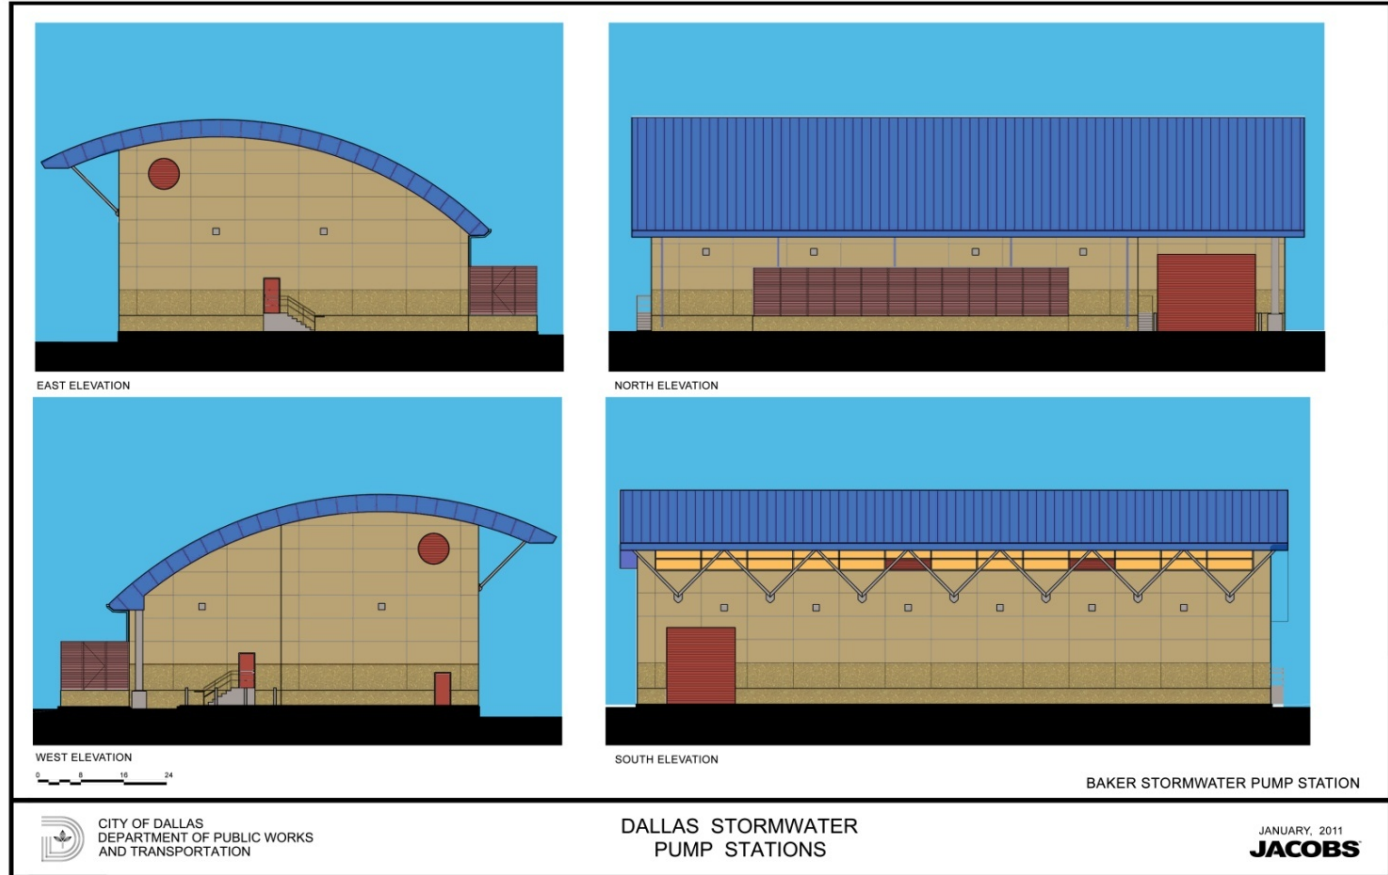 EAST ELEVATION
NORTH ELEVATION
WEST ELEVATION
SOUTH ELEVATION
0 8 16 24
BAKER STORMWATER PUMP STATION
CITY OF DALLAS
DEPARTMENT OF PUBLIC WORKS
AND TRANSPORTATION
DALLAS STORMWATER
PUMP STATIONS
JANUARY, 2011
JACOBS